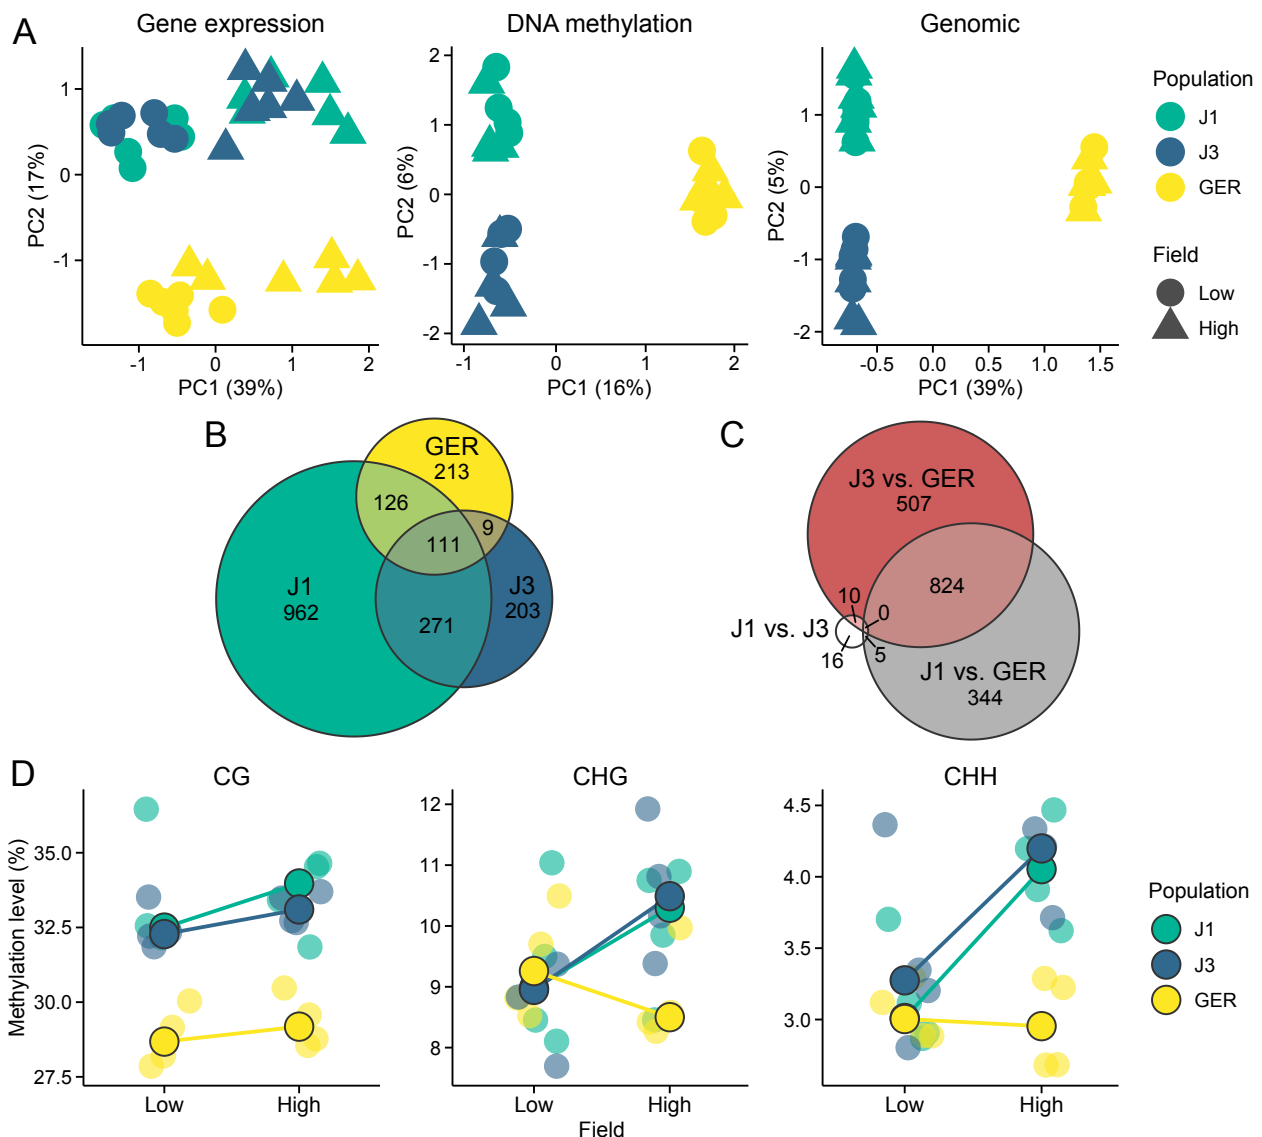 A
Gene expression
DNA methylation
Genomic
PC2 (17%)
1
0
-1
-1
0
1
2
PC1 (39%)
PC2 (6%)
2
1
0
-1
-2
-1
0
1
2
PC1 (16%)
PC2 (5%)
1
0
-1
-2
-0.5
0.0
0.5
1.0
1.5
PC1 (39%)
Population
J1
J3
GER
Field
Low
High
B
GER
213
126
9
111
J1
962
J3
203
271
C
J3 vs. GER
507
824
10
0
J1 vs. J3
16
5
J1 vs. GER
344
D
CG
CHG
CHH
Methylation level (%)
35.0
32.5
30.0
27.5
Low
High
12
11
10
9
8
Low
High
Field
4.5
4.0
3.5
3.0
Low
High
Population
J1
J3
GER